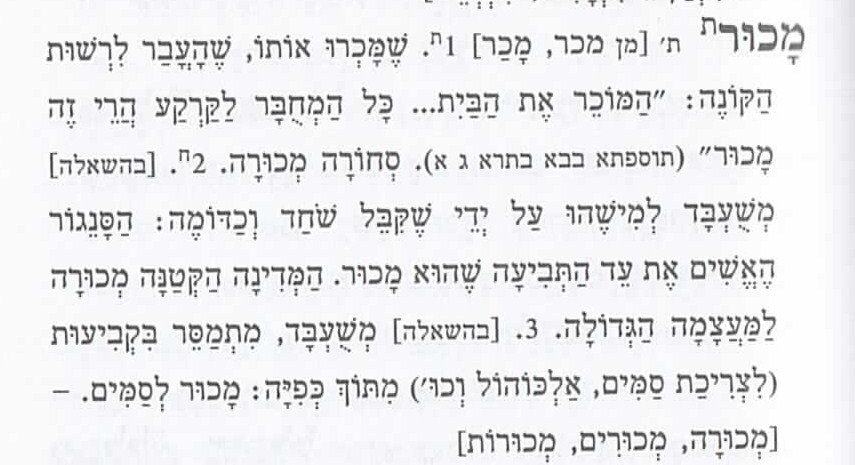 מָכוּרת ת' [מן מכר, מָכַר] 1ח. שֶׁמָּכְרוּ אוֹתוֹ, שֶׁהָעֳבַר לִרְשׁוּת
הַקּוֹנֶה: "הַמּוֹכֵר אֶת הַבַּיִת... כָּל הַמְחֻבָּר לַקַּרְקַע הֲרֵי זֶה
מָכוּר" (תוספתא בבא בתרא ג א). סְחוֹרָה מְכוּרָה. 2ח. [בהשאלה]
מְשֻׁעְבָּד לְמִישֶׁהוּ עַל יְדֵי שֶׁקִּבֵּל שֹׁחַד וְכַדּוֹמֶה: הַסָּנֵגוֹר
הֶאֱשִׁים אֶת עֵד הַתְּבִיעָה שֶׁהוּא מָכוּר. הַמְּדִינָה הַקְּטַנָּה מְכוּרָה
לַמַּעֲצָמָה הַגְּדוֹלָה. 3. [בהשאלה] מְשֻׁעְבָּד, מִתְמַסֵּר בִּקְבִיעוּת
(לִצְרִיכַת סַמִּים, אַלְכּוֹהוֹל וְכוּ') מִתּוֹךְ כְּפִיָּה: מָכוּר לְסַמִּים. –
[מְכוּרָה, מְכוּרִים, מְכוּרוֹת]